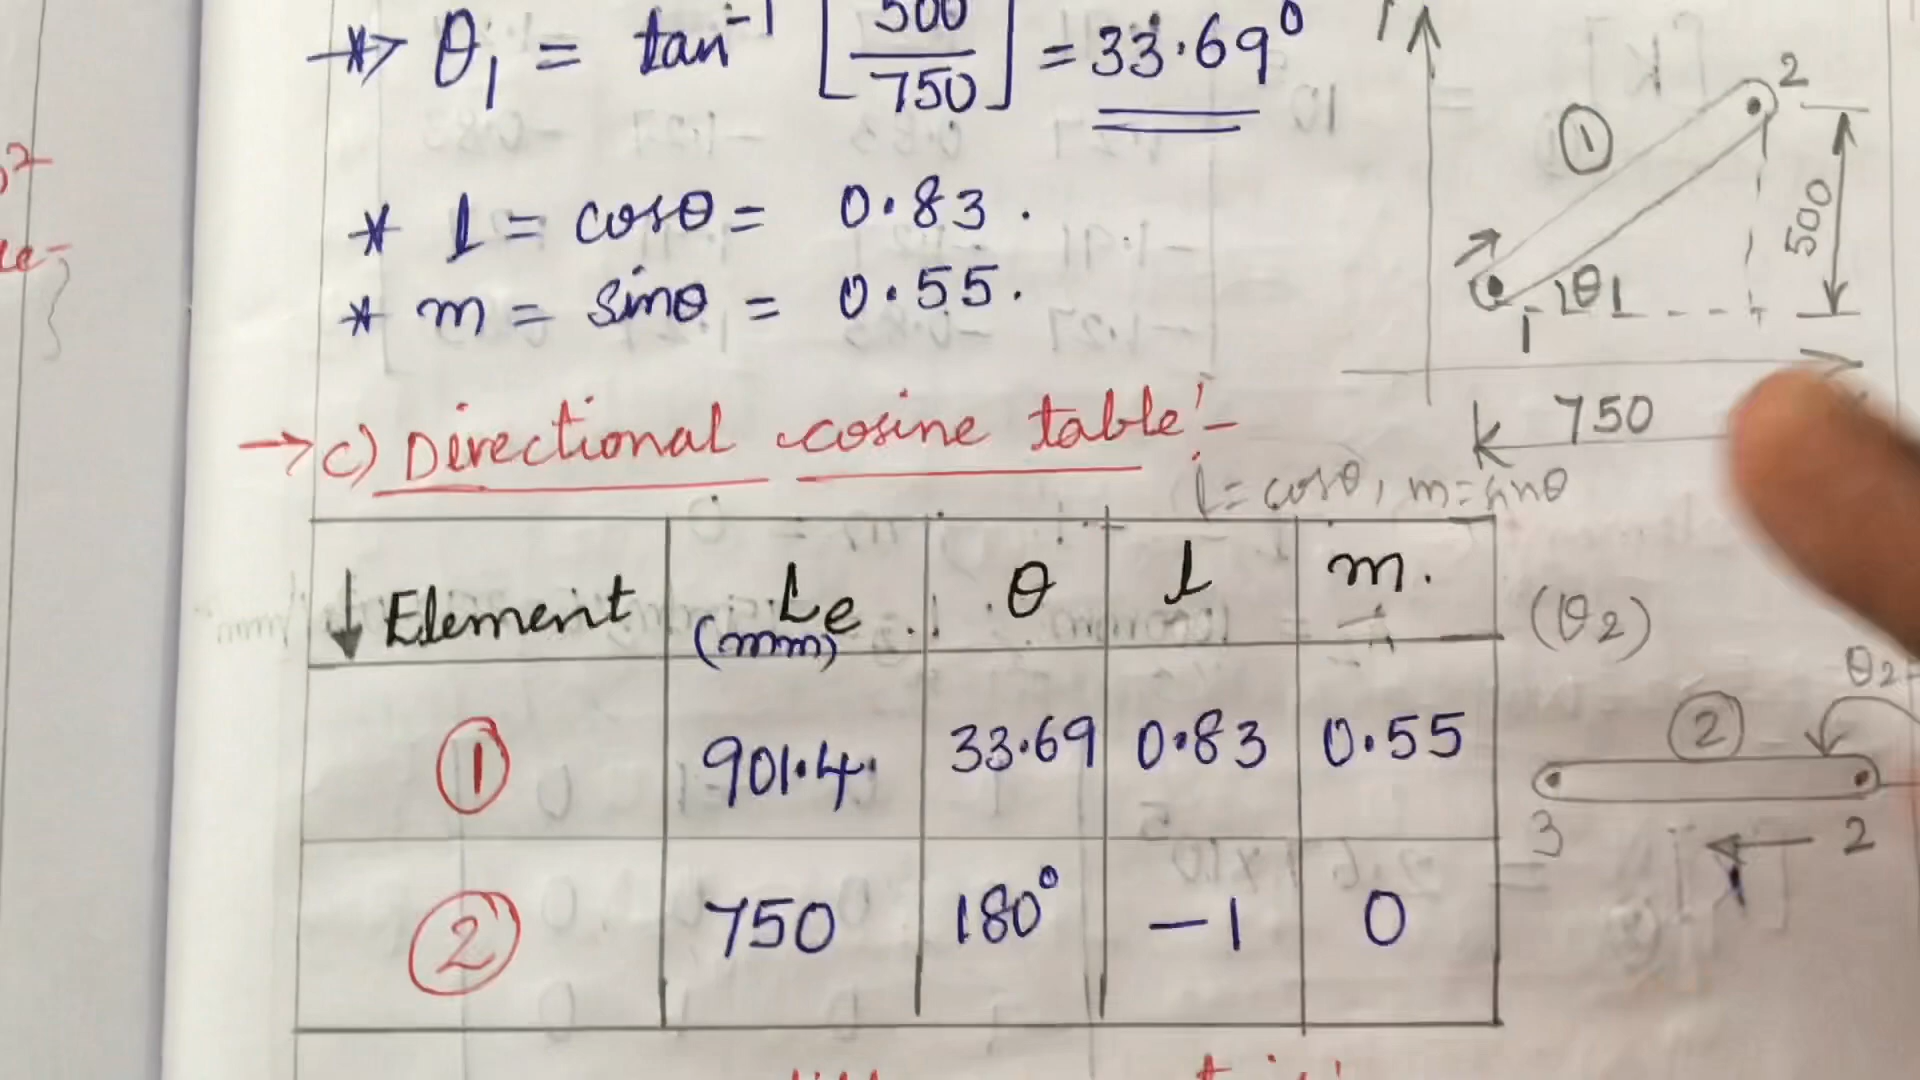 θ1 = tan⁻¹ [500/750] = 33.69°
* l = cosθ = 0.83.
* m = sinθ = 0.55.
→ c) Directional cosine table:-
l = cosθ, m = sinθ
↓ Element Le (mm) θ l m.
① 901.4. 33.69 0.83 0.55
② 750 180° -1 0
2
①
500
θ1
1
750
(θ2)
θ2
②
3 2